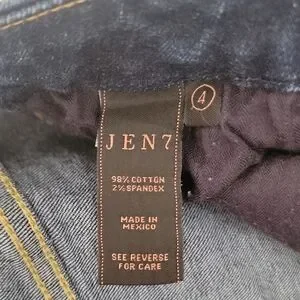 4
JEN7
98% COTTON
2% SPANDEX
MADE IN
MEXICO
SEE REVERSE
FOR CARE